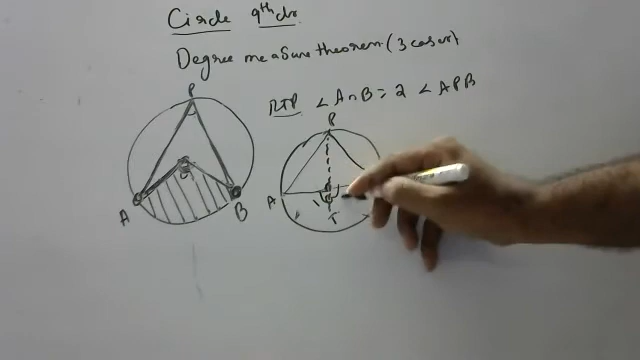 Circle 9th std
Degree measure theorem (3 cases)
RTP ∠AOB = 2 ∠APB
P
A
B
P
A